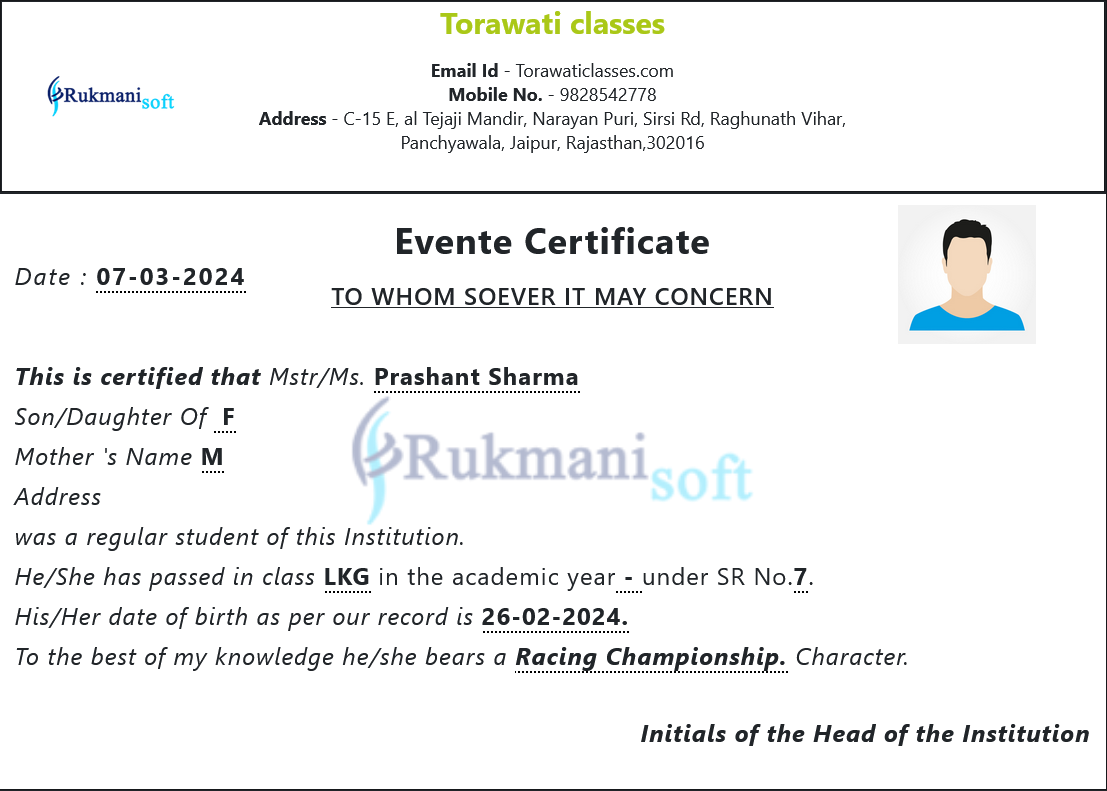 Torawati classes
Email Id - Torawaticlasses.com
Mobile No. - 9828542778
Address - C-15 E, al Tejaji Mandir, Narayan Puri, Sirsi Rd, Raghunath Vihar,
Panchyawala, Jaipur, Rajasthan,302016
Rukmanisoft
Evente Certificate
Date : 07-03-2024
TO WHOM SOEVER IT MAY CONCERN
This is certified that Mstr/Ms. Prashant Sharma
Son/Daughter Of F
Mother 's Name M
Rukmanisoft
Address
was a regular student of this Institution.
He/She has passed in class LKG in the academic year - under SR No.7.
His/Her date of birth as per our record is 26-02-2024.
To the best of my knowledge he/she bears a Racing Championship. Character.
Initials of the Head of the Institution